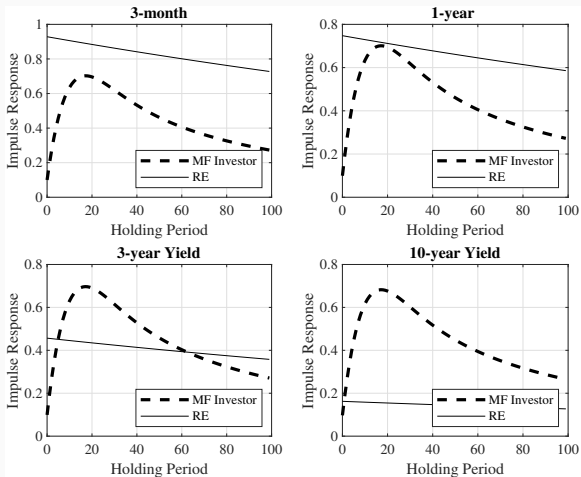 3-month
1
0.8
0.6
0.4
0.2
0
Impulse Response
MF Investor
RE
0 20 40 60 80 100
Holding Period
1-year
0.8
0.6
0.4
0.2
0
Impulse Response
MF Investor
RE
0 20 40 60 80 100
Holding Period
3-year Yield
0.8
0.6
0.4
0.2
0
Impulse Response
MF Investor
RE
0 20 40 60 80 100
Holding Period
10-year Yield
0.8
0.6
0.4
0.2
0
Impulse Response
MF Investor
RE
0 20 40 60 80 100
Holding Period